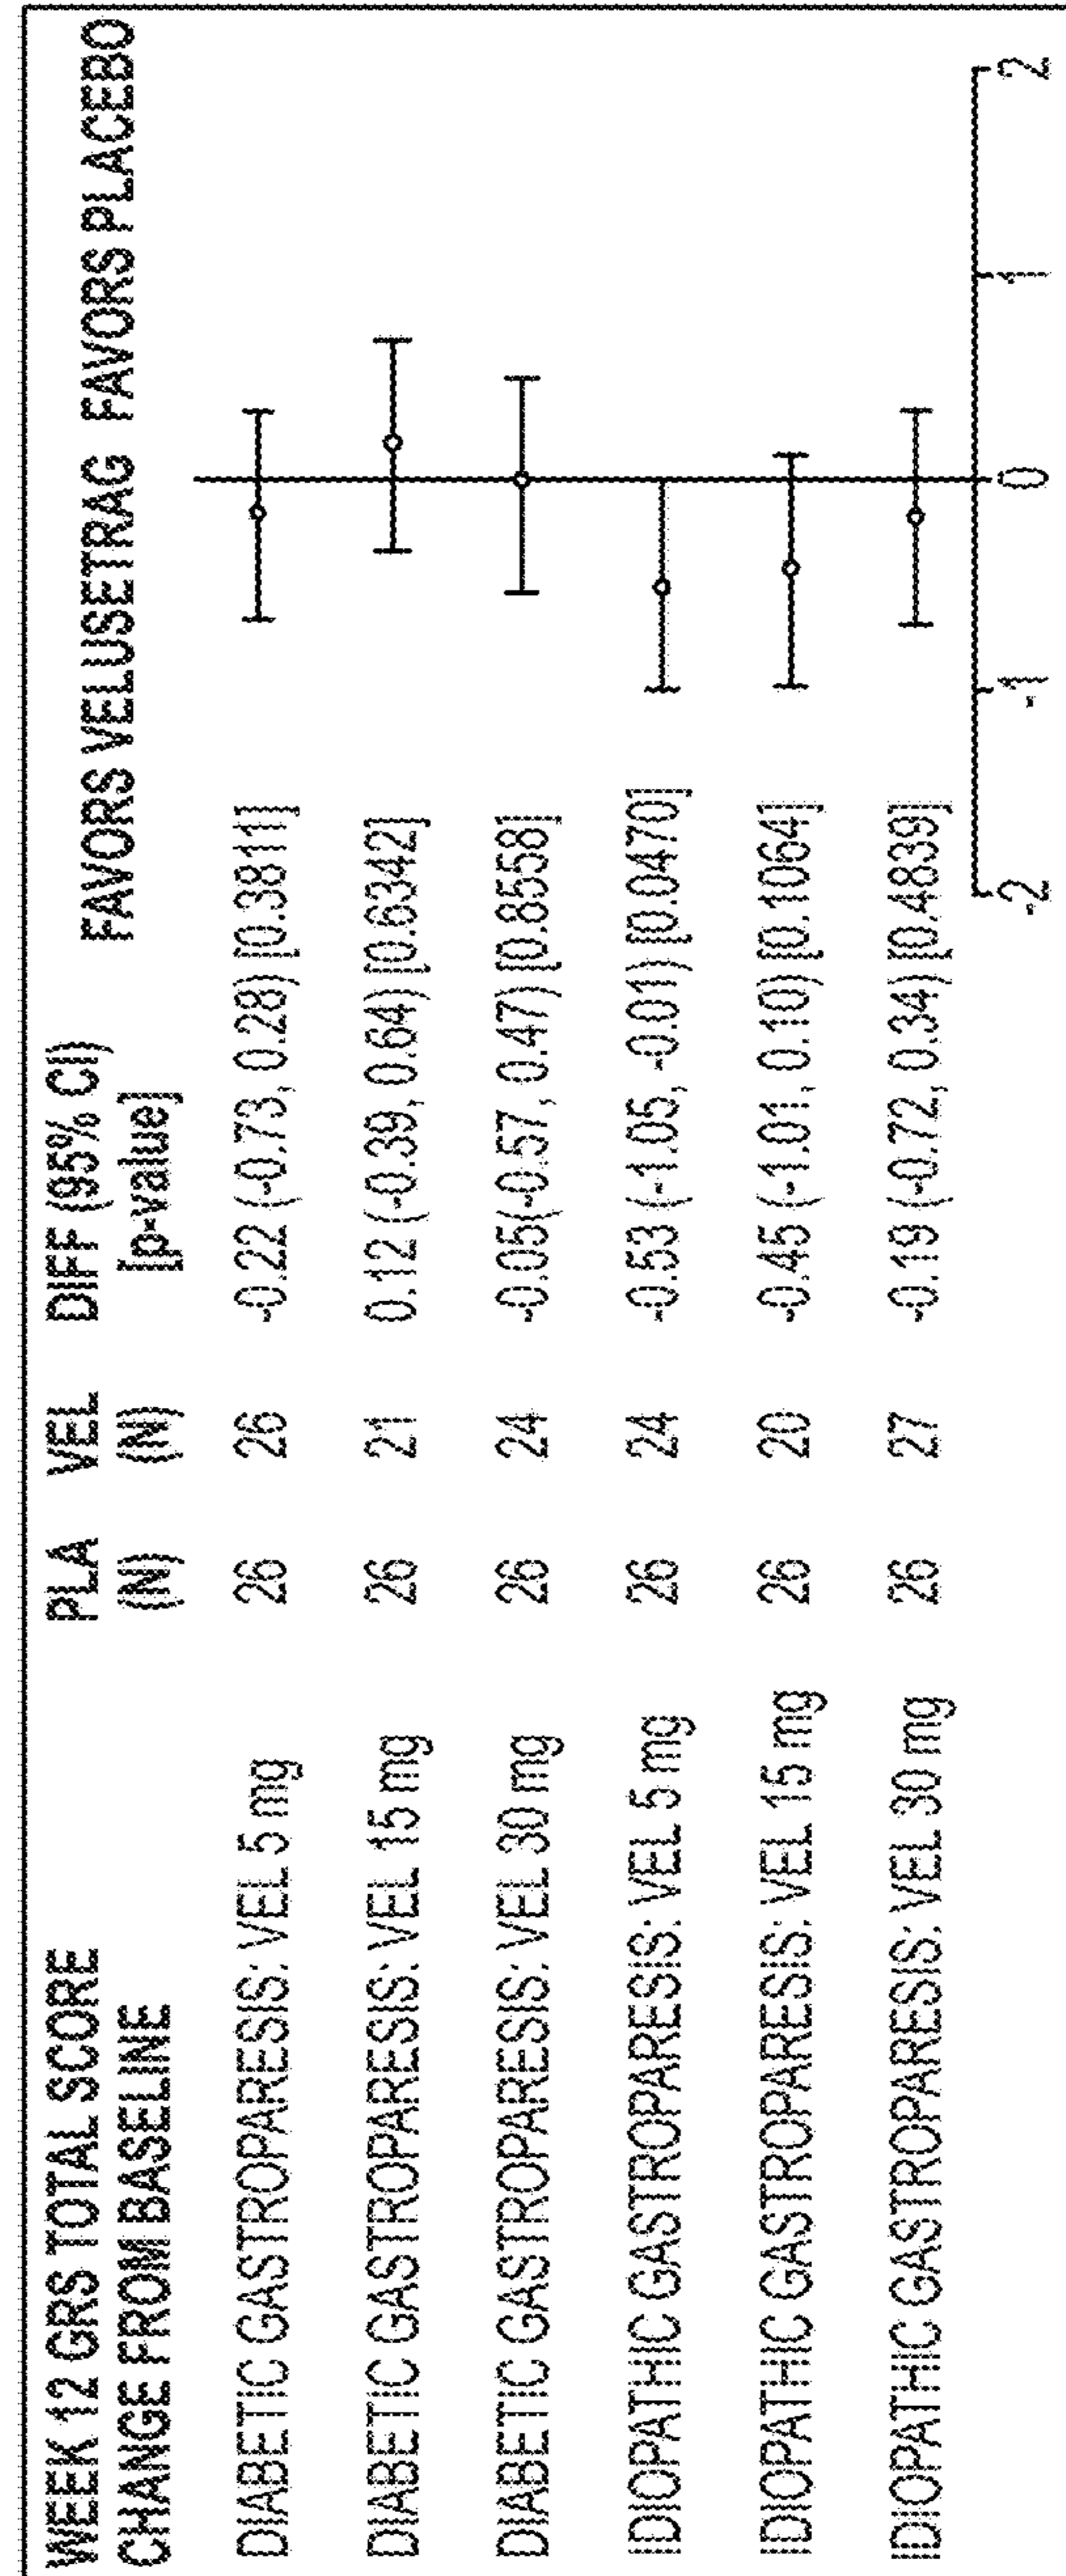 WEEK 12 GRS TOTAL SCORE PLA VEL DIFF (95% CI) FAVORS VELUSETRAG FAVORS PLACEBO
CHANGE FROM BASELINE (N) (N) [p-value]
DIABETIC GASTROPARESIS: VEL 5 mg 26 26 -0.22 (-0.73, 0.28) [0.3811]
DIABETIC GASTROPARESIS: VEL 15 mg 26 21 0.12 (-0.39, 0.64) [0.6342]
DIABETIC GASTROPARESIS: VEL 30 mg 26 24 -0.05(-0.57, 0.47) [0.8558]
IDIOPATHIC GASTROPARESIS: VEL 5 mg 26 24 -0.53 (-1.05, -0.01) [0.0470]
IDIOPATHIC GASTROPARESIS: VEL 15 mg 26 20 -0.45 (-1.01, 0.10) [0.1064]
IDIOPATHIC GASTROPARESIS: VEL 30 mg 26 27 -0.19 (-0.72, 0.34) [0.4839]
-2 -1 0 1 2